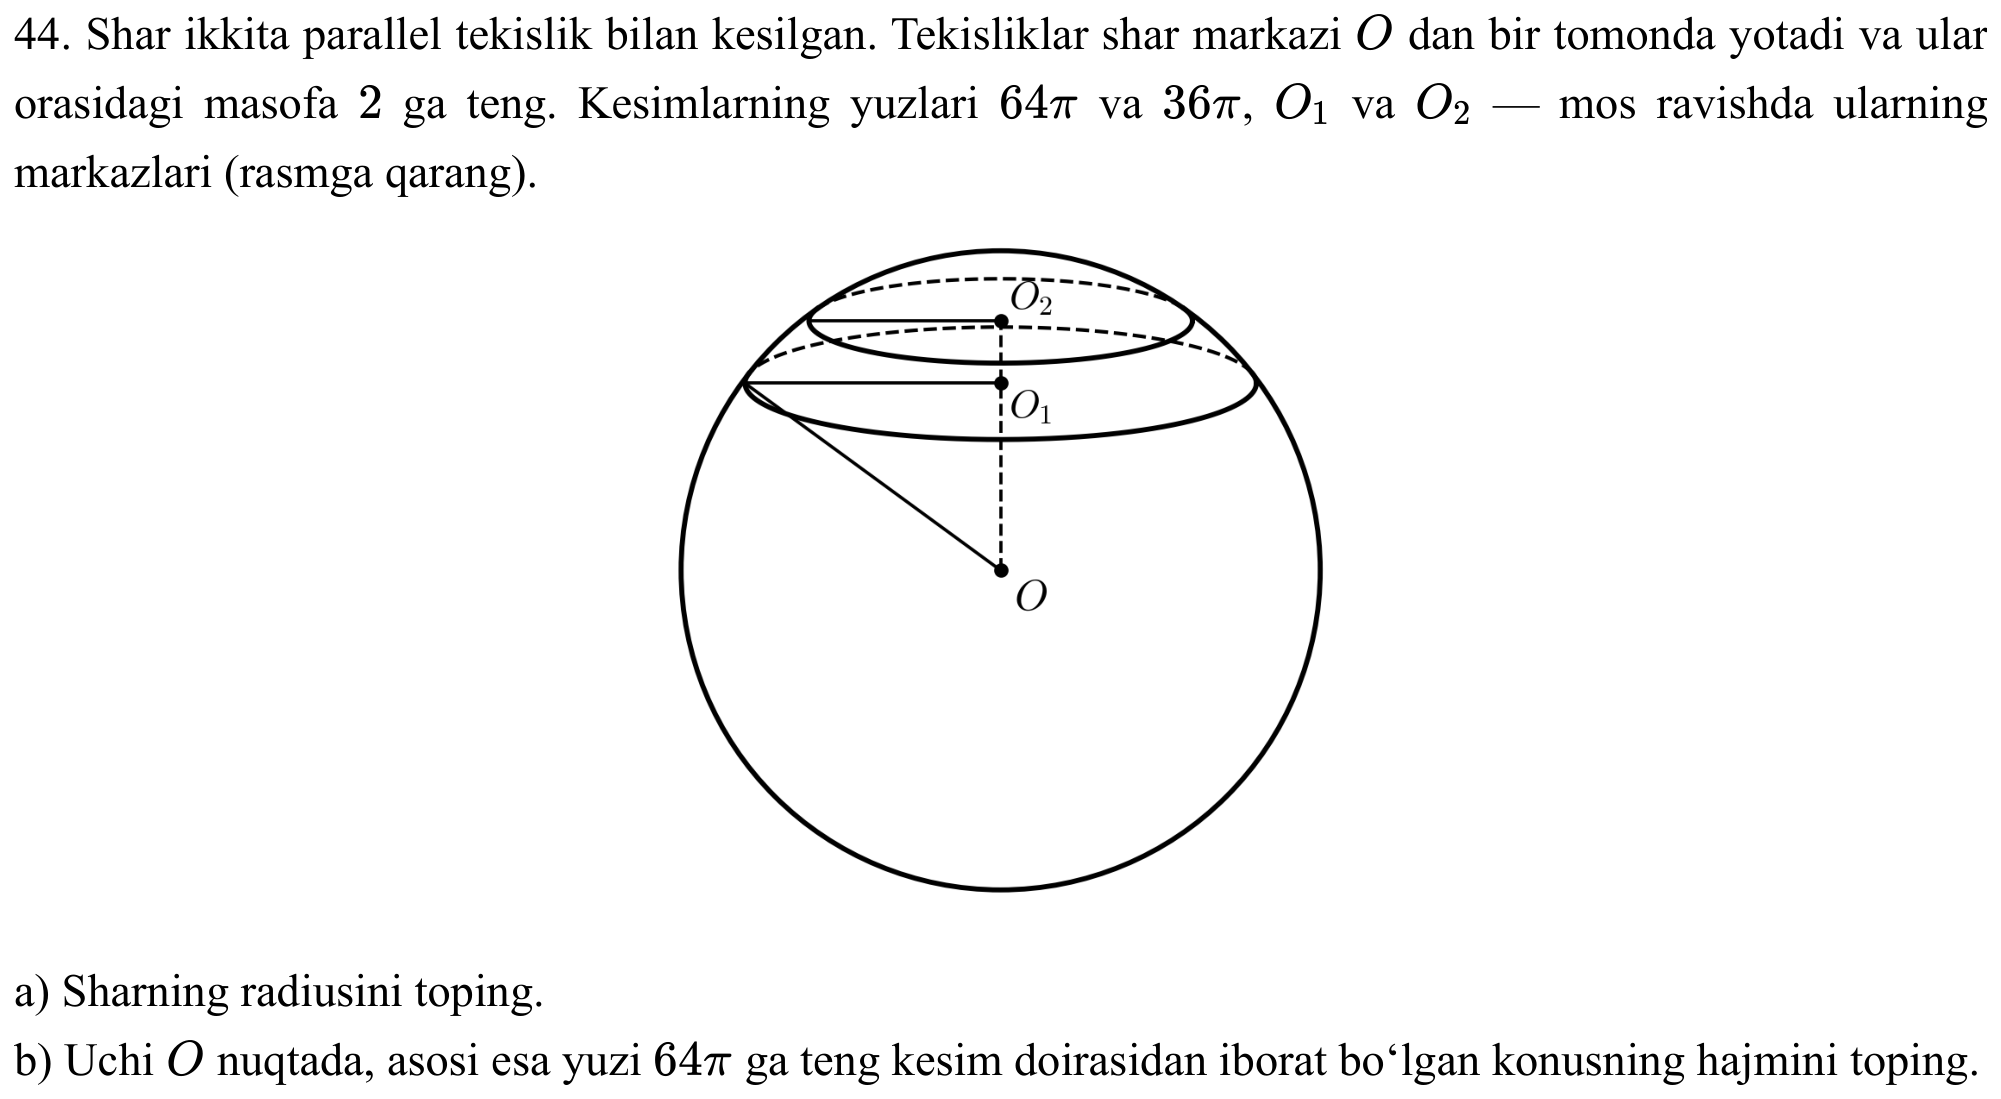 44. Shar ikkita parallel tekislik bilan kesilgan. Tekisliklar shar markazi O dan bir tomonda yotadi va ular
orasidagi masofa 2 ga teng. Kesimlarning yuzlari 64π va 36π, O₁ va O₂ — mos ravishda ularning
markazlari (rasmga qarang).
O₂
O₁
O
a) Sharning radiusini toping.
b) Uchi O nuqtada, asosi esa yuzi 64π ga teng kesim doirasidan iborat bo‘lgan konusning hajmini toping.